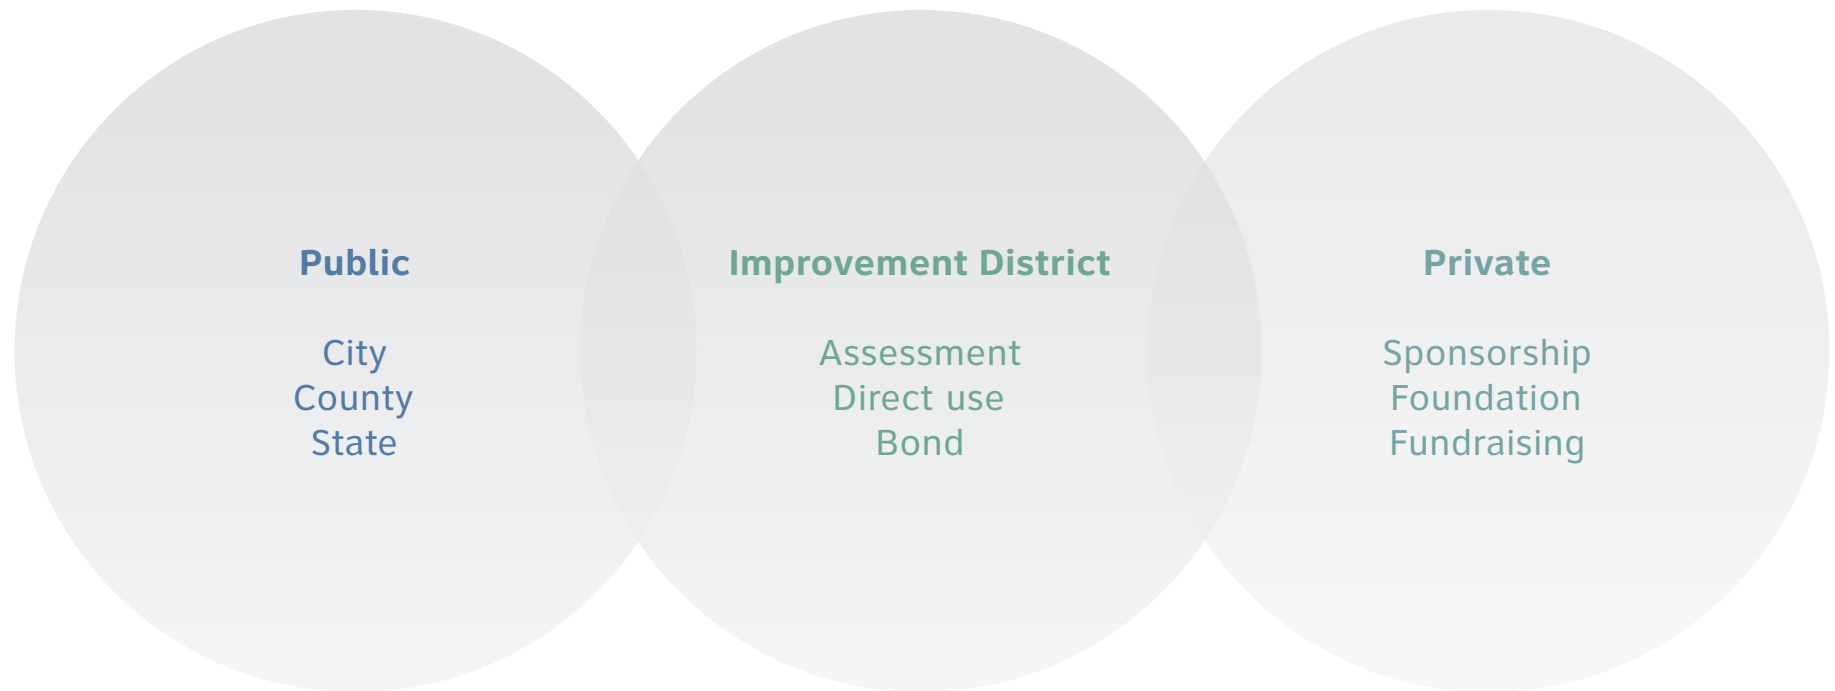 Public
City
County
State
Improvement District
Assessment
Direct use
Bond
Private
Sponsorship
Foundation
Fundraising